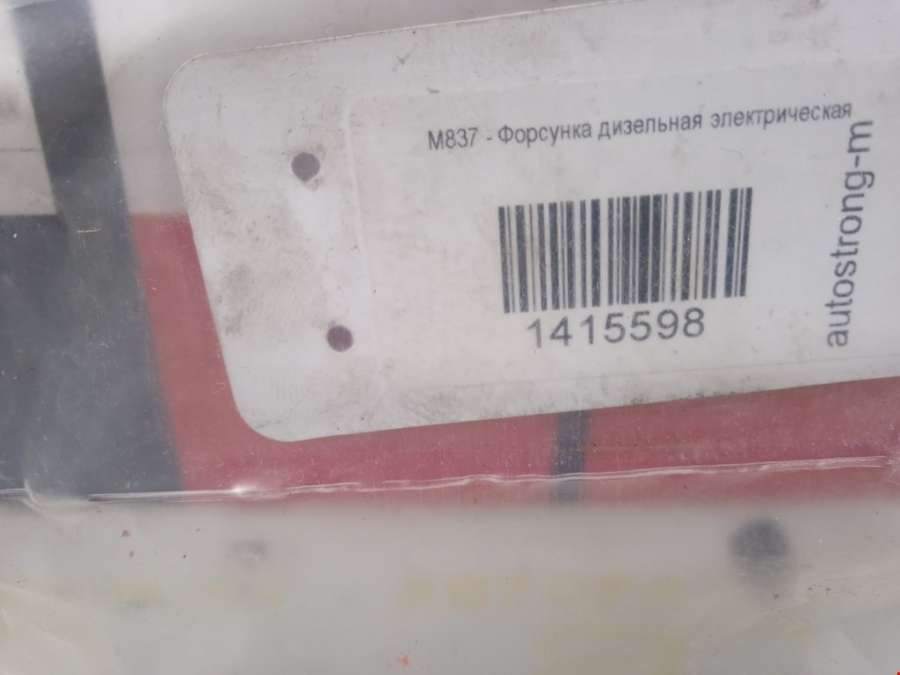 M837 - Форсунка дизельная электрическая
1415598
autostrong-m